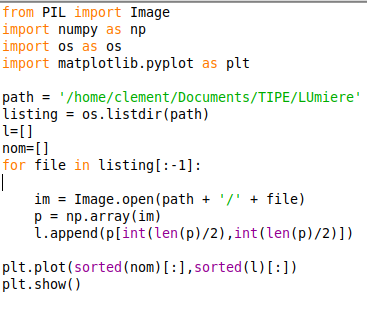 from PIL import Image
import numpy as np
import os as os
import matplotlib.pyplot as plt
path = '/home/clement/Documents/TIPE/LUmiere'
listing = os.listdir(path)
l=[]
nom=[]
for file in listing[:-1]:
    im = Image.open(path + '/' + file)
    p = np.array(im)
    l.append(p[int(len(p)/2),int(len(p)/2)])
plt.plot(sorted(nom)[:],sorted(l)[:])
plt.show()